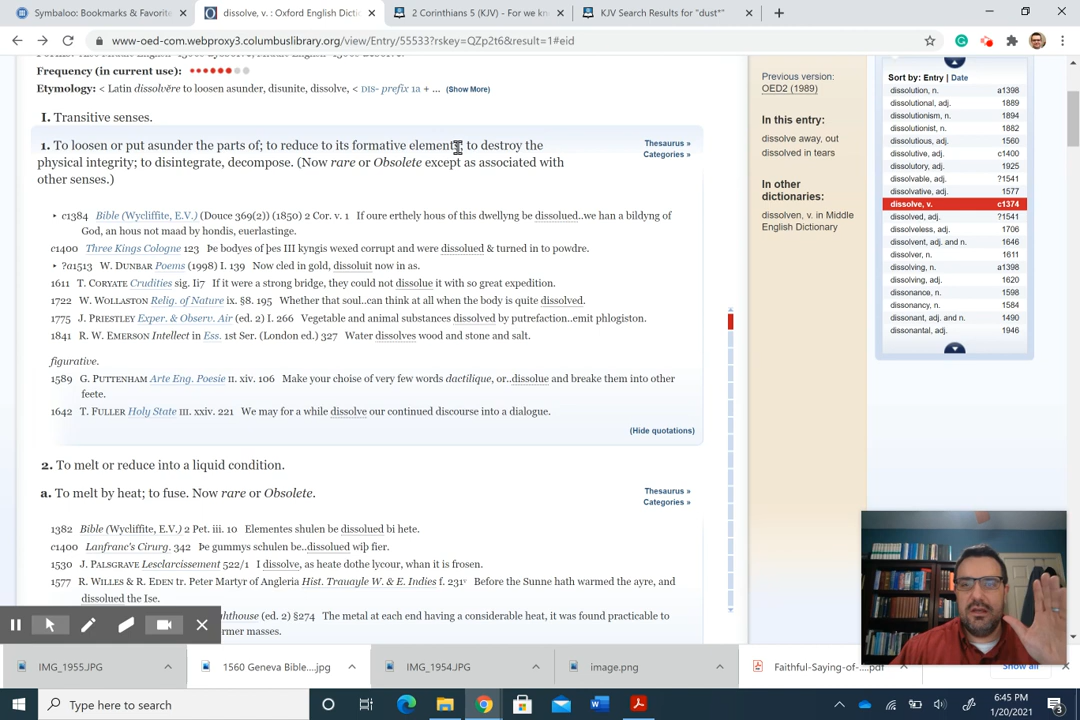 Symbaloo: Bookmarks & Favorite
dissolve, v. : Oxford English Dictio
2 Corinthians 5 (KJV) - For we kn
KJV Search Results for "dust*"
www-oed-com.webproxy3.columbuslibrary.org/view/Entry/55533?rskey=QZp2t6&result=1#eid
Frequency (in current use):
Etymology: < Latin dissolvĕre to loosen asunder, disunite, dissolve, < DIS- prefix 1a + ... (Show More)
I. Transitive senses.
1. To loosen or put asunder the parts of; to reduce to its formative elements; to destroy the
physical integrity; to disintegrate, decompose. (Now rare or Obsolete except as associated with
other senses.)
Thesaurus »
Categories »
c1384 Bible (Wycliffite, E.V.) (Douce 369(2)) (1850) 2 Cor. v. 1 If oure erthely hous of this dwellyng be dissolued..we han a bildyng of
God, an hous not maad by hondis, euerlastinge.
c1400 Three Kings Cologne 123 Þe bodyes of þes III kyngis wexed corrupt and were dissolued & turned in to powdre.
?a1513 W. DUNBAR Poems (1998) I. 139 Now cled in gold, dissoluit now in as.
1611 T. CORYATE Crudities sig. Ii7 If it were a strong bridge, they could not dissolue it with so great expedition.
1722 W. WOLLASTON Relig. of Nature ix. §8. 195 Whether that soul..can think at all when the body is quite dissolved.
1775 J. PRIESTLEY Exper. & Observ. Air (ed. 2) I. 266 Vegetable and animal substances dissolved by putrefaction..emit phlogiston.
1841 R. W. EMERSON Intellect in Ess. 1st Ser. (London ed.) 327 Water dissolves wood and stone and salt.
figurative.
1589 G. PUTTENHAM Arte Eng. Poesie II. xiv. 106 Make your choise of very few words dactilique, or..dissolue and breake them into other
feete.
1642 T. FULLER Holy State III. xxiv. 221 We may for a while dissolve our continued discourse into a dialogue.
(Hide quotations)
2. To melt or reduce into a liquid condition.
a. To melt by heat; to fuse. Now rare or Obsolete.
Thesaurus »
Categories »
1382 Bible (Wycliffite, E.V.) 2 Pet. iii. 10 Elementes shulen be dissolued bi hete.
c1400 Lanfranc's Cirurg. 342 Þe gummys schulen be..dissolued wiþ fier.
1530 J. PALSGRAVE Lesclarcissement 522/1 I dissolve, as heate dothe lycour, whan it is frosen.
1577 R. WILLES & R. EDEN tr. Peter Martyr of Angleria Hist. Trauayle W. & E. Indies f. 231v Before the Sunne hath warmed the ayre, and
dissolued the Ise.
ghthouse (ed. 2) §274 The metal at each end having a considerable heat, it was found practicable to
rmer masses.
Previous version:
OED2 (1989)
In this entry:
dissolve away, out
dissolved in tears
In other
dictionaries:
dissolven, v. in Middle
English Dictionary
Sort by: Entry | Date
dissolution, n. a1398
dissolutional, adj. 1889
dissolutionism, n. 1894
dissolutionist, n. 1882
dissolutious, adj. 1560
dissolutive, adj. c1400
dissolutory, adj. 1925
dissolvable, adj. ?1541
dissolvative, adj. 1577
dissolve, v. c1374
dissolved, adj. ?1541
dissolveless, adj. 1706
dissolvent, adj. and n. 1646
dissolver, n. 1611
dissolving, n. a1398
dissolving, adj. 1620
dissonance, n. 1598
dissonancy, n. 1584
dissonant, adj. and n. 1490
dissonantal, adj. 1946
IMG_1955.JPG
1560 Geneva Bible....jpg
IMG_1954.JPG
image.png
Faithful-Saying-of-....pdf
Show all
Type here to search
6:45 PM
1/20/2021
3